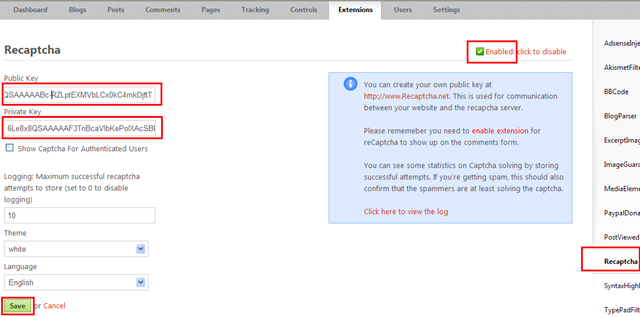 Dashboard Blogs Posts Comments Pages Tracking Controls Extensions Users Settings
Recaptcha
Enabled: click to disable
Public Key
QSAAAAABc-RZLptEXMVbLCx0kC4mkDjftT
Private Key
6Le8x8QSAAAAAF3TnBcaVlbKePolXAcSBl
Show Captcha For Authenticated Users
Logging: Maximum successful recaptcha
attempts to store (set to 0 to disable
logging)
10
Theme
white
Language
English
Save or Cancel
You can create your own public key at
http://www.Recaptcha.net. This is used for communication
between your website and the recapcha server.
Please rememeber you need to enable extension for
reCaptcha to show up on the comments form.
You can see some statistics on Captcha solving by storing
successful attempts. If you're getting spam, this should also
confirm that the spammers are at least solving the captcha.
Click here to view the log
AdsenseInje
AkismetFilter
BBCode
BlogParser
ExcerptImag
ImageGuard
MediaEleme
PaypalDona
PostViewed
Recaptcha
SyntaxHighl
TypePadFilt